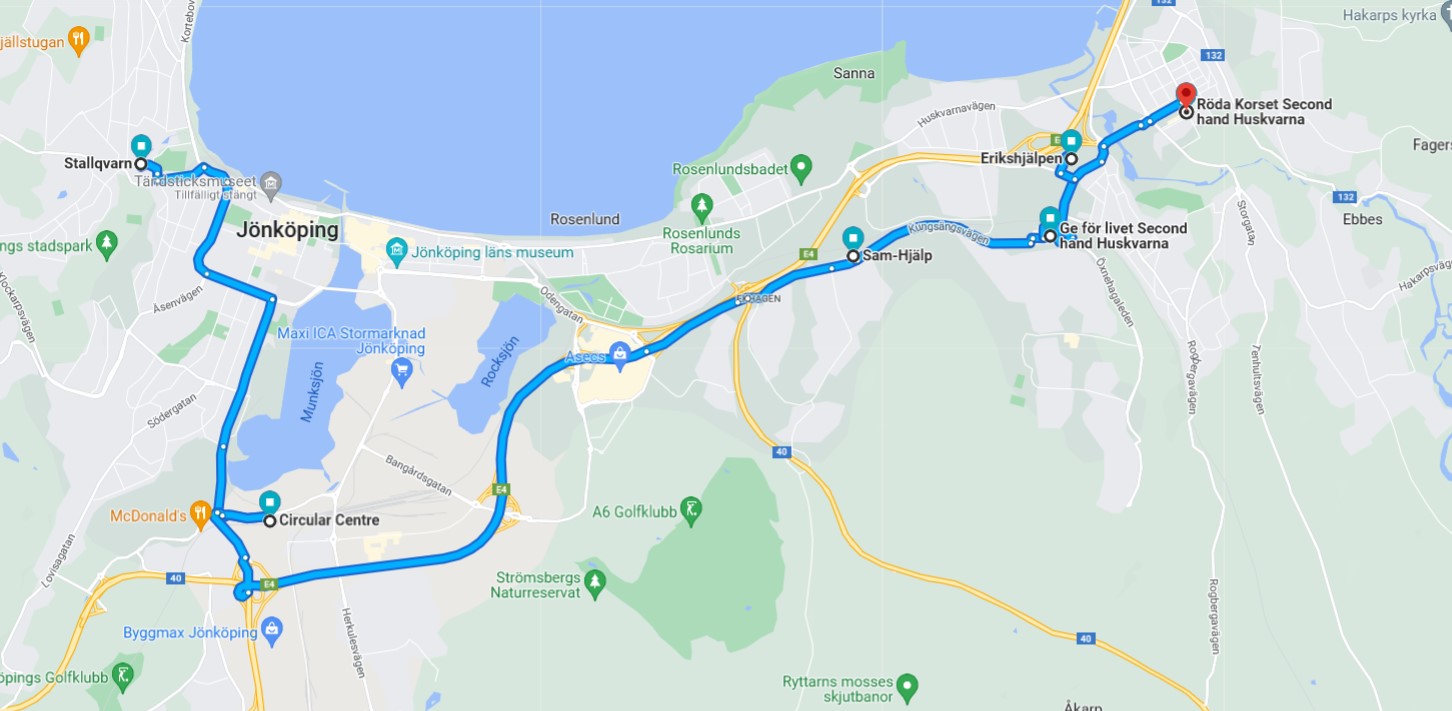 132
Hakarps kyrka
Kortebov
jällstugan
132
Sanna
Röda Korset Second
hand Huskvarna
Huskvarnavägen
Fagers
Stallqvarn
Erikshjälpen
Rosenlundsbadet
Tändsticksmuseet
Tillfälligt stängt
132
Ebbes
Rosenlund
Storgatan
Jönköping
Ge för livet Second
hand Huskvarna
Kungsängsvägen
Rosenlunds
Rosarium
ngs stadspark
Jönköping läns museum
E4
Sam-Hjälp
Klockarpsvägen
Åsenvägen
Odengatan
Öxnehagaleden
Hakarpsväg
EKHAGEN
Maxi ICA Stormarknad
Jönköping
Asecs
Rocksjön
Munksjön
Södergatan
Rogbergavägen
Tenhultsvägen
40
Bangårdsgatan
E4
McDonald's
Circular Centre
A6 Golfklubb
Lovisagatan
40
E4
Strömsbergs
Naturreservat
Herkulesvägen
Rogbergavägen
Byggmax Jönköping
40
öpings Golfklubb
Ryttarns mosses
skjutbanor
Åkarp